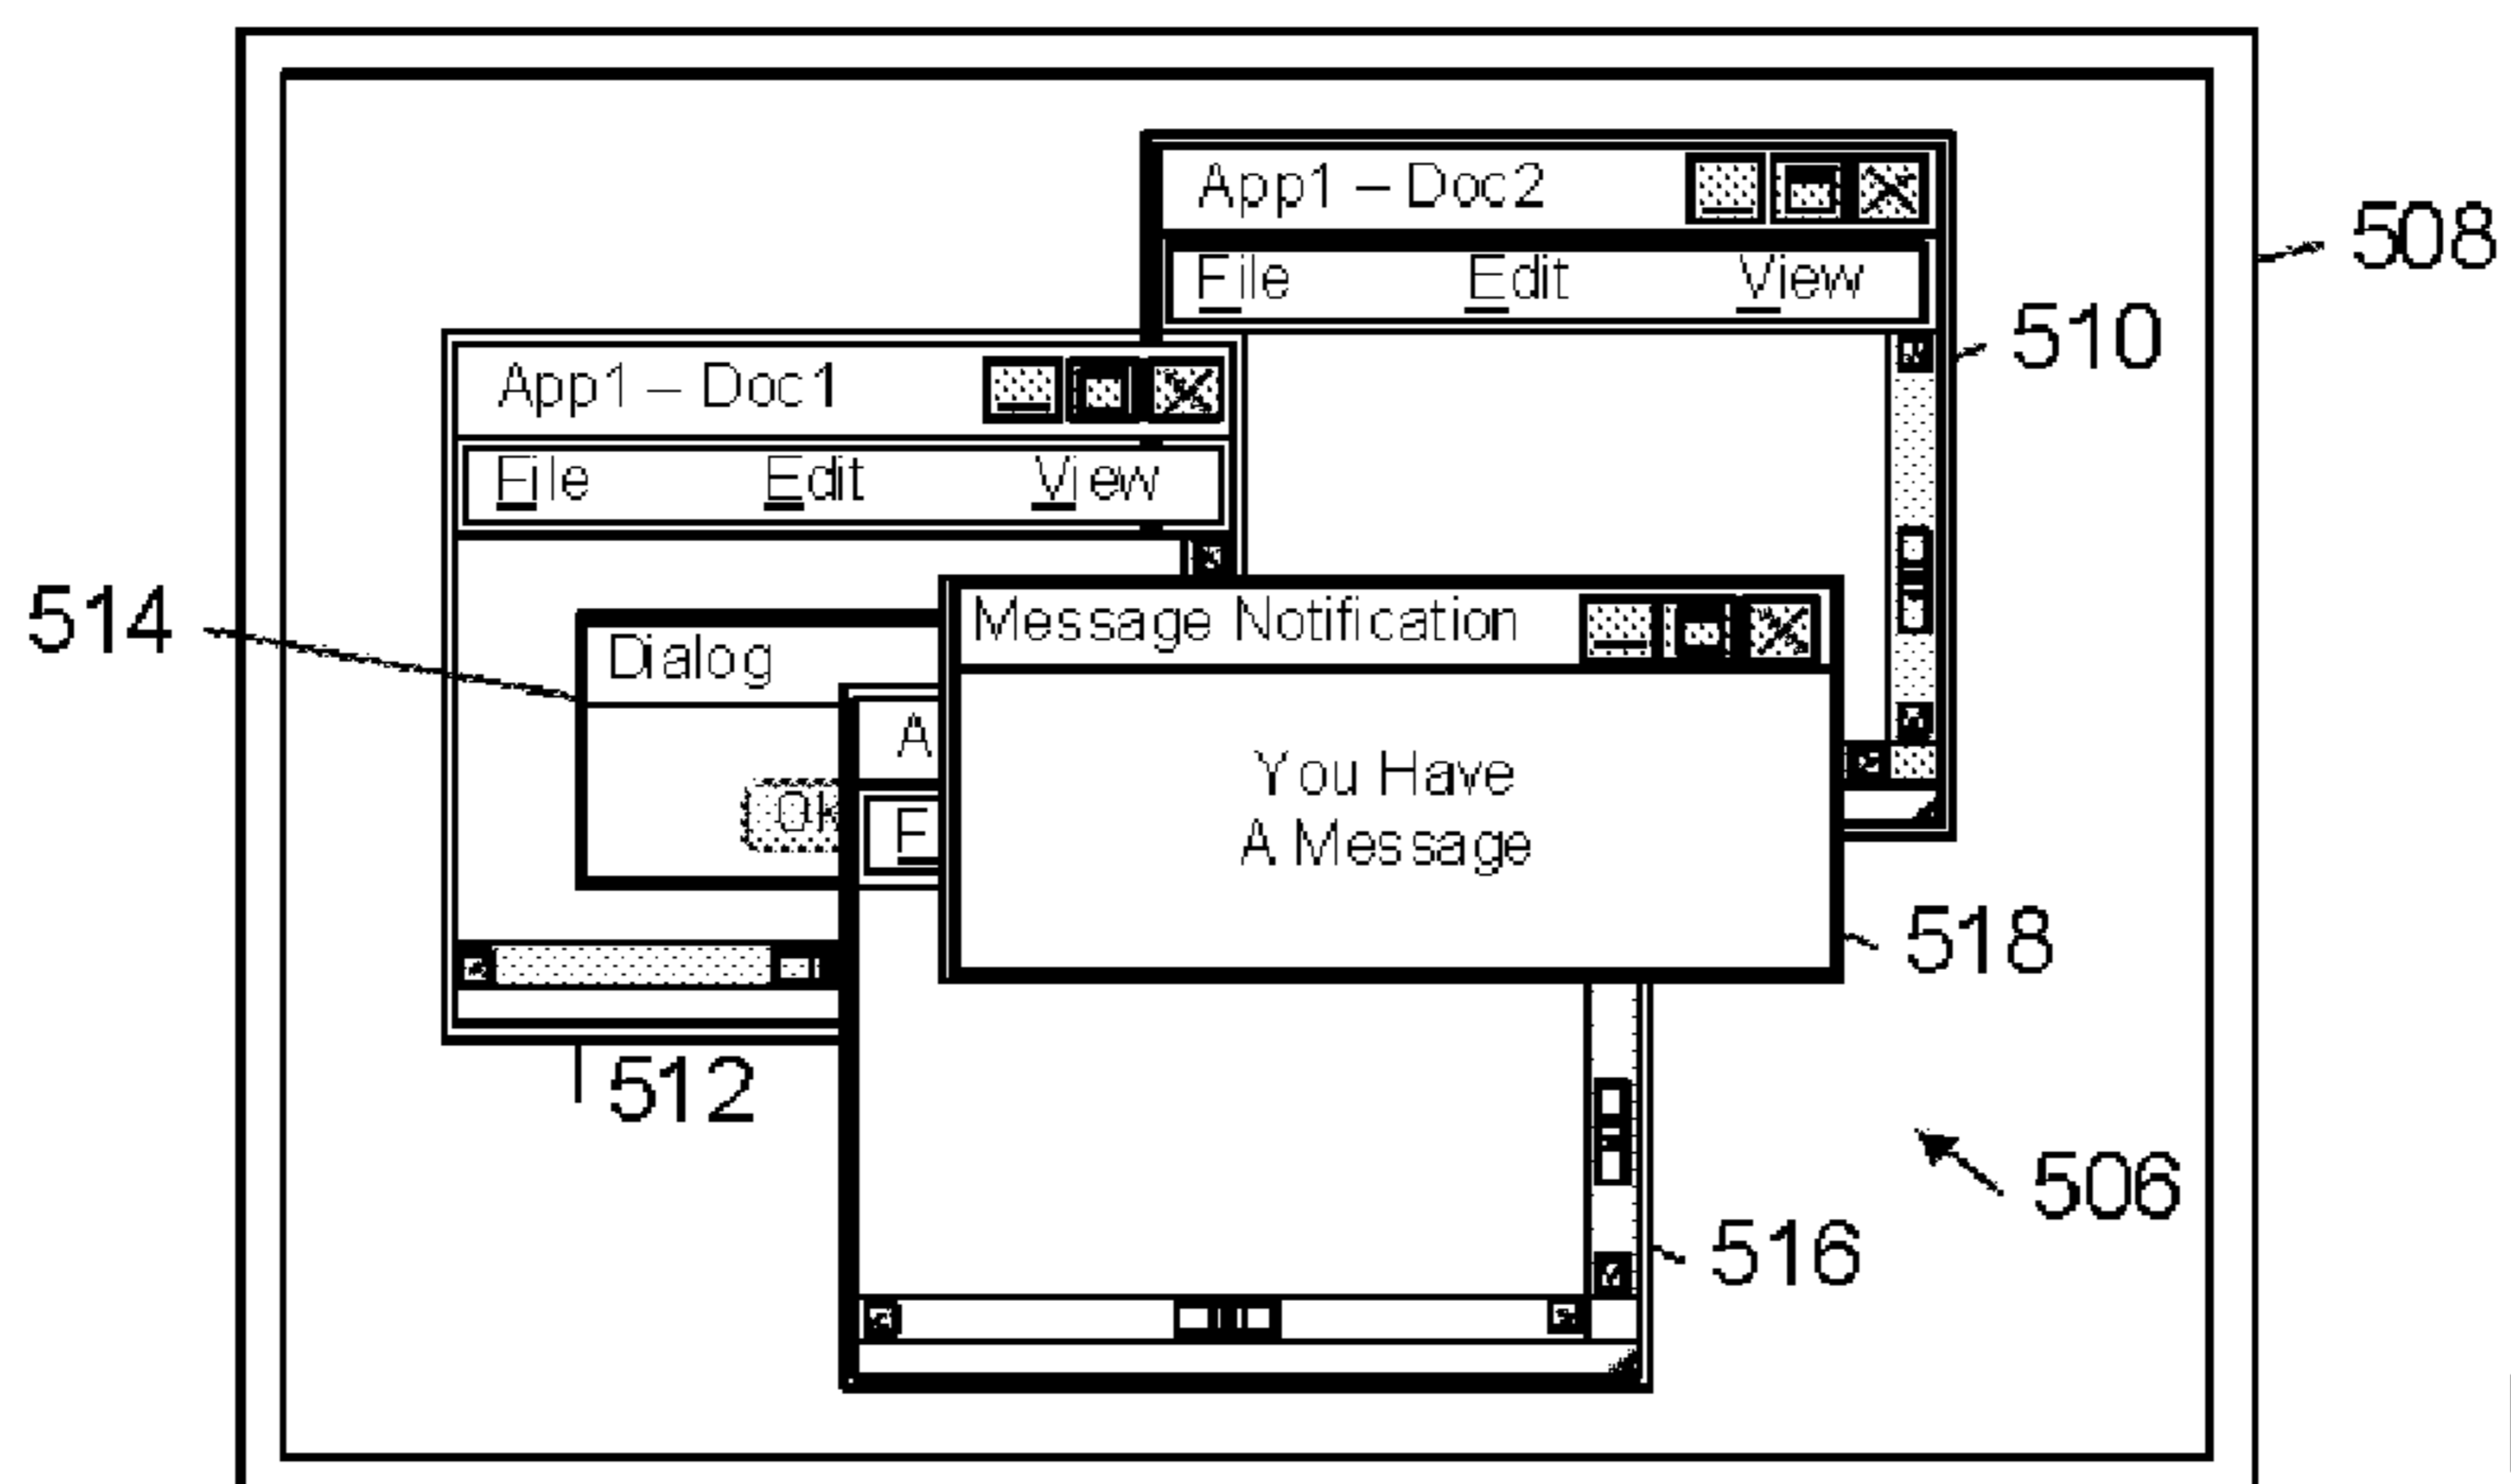 App1 – Doc2
508
File Edit View
510
App1 – Doc1
File Edit View
514
Message Notification
Dialog
A
You Have
OK
F
A Message
518
512
506
516